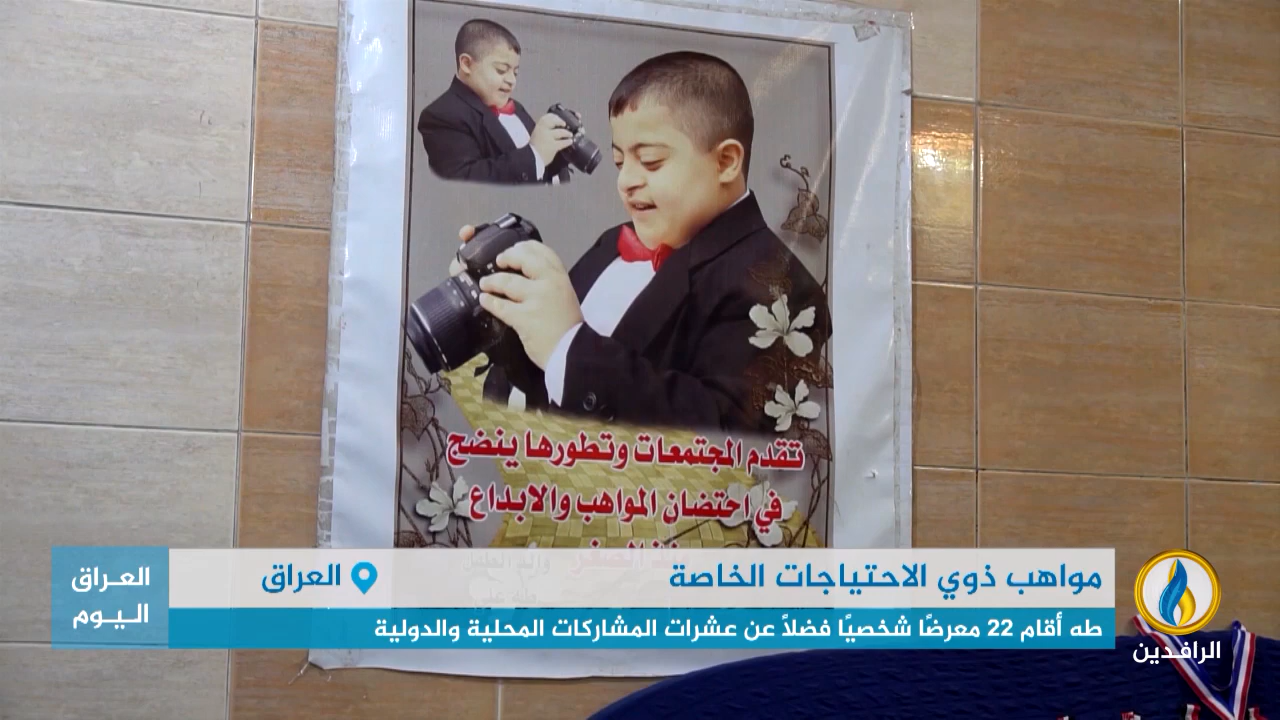 تقدم المجتمعات وتطورها ينضج
في احتضان المواهب والابداع
مواهب ذوي الاحتياجات الخاصة
العراق
طه أقام 22 معرضًا شخصيًا فضلاً عن عشرات المشاركات المحلية والدولية
العراق
اليوم
الرافدين